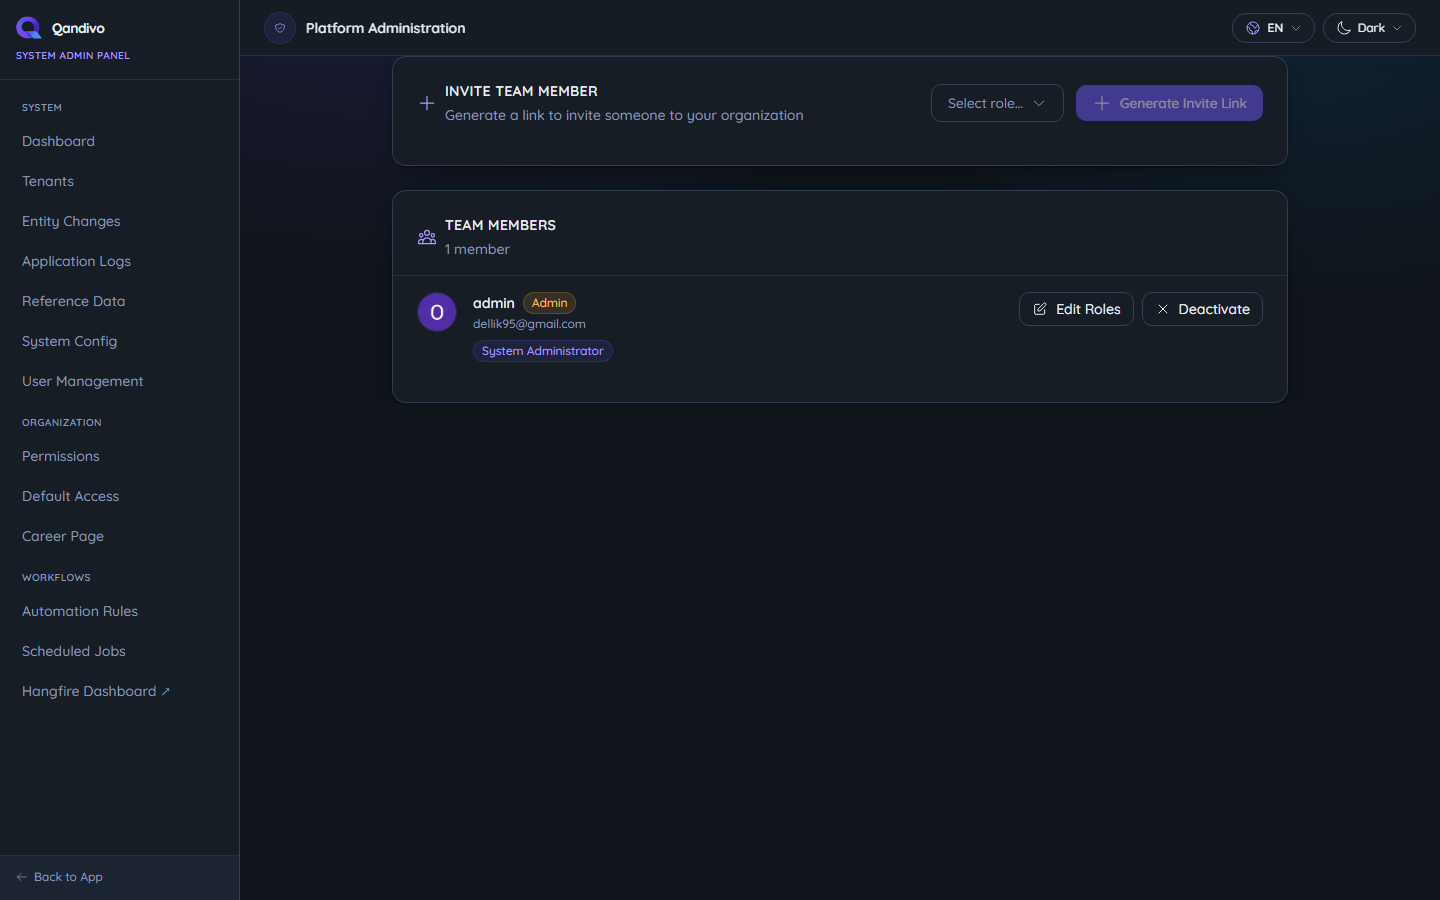 Qandivo
SYSTEM ADMIN PANEL
SYSTEM
Dashboard
Tenants
Entity Changes
Application Logs
Reference Data
System Config
User Management
ORGANIZATION
Permissions
Default Access
Career Page
WORKFLOWS
Automation Rules
Scheduled Jobs
Hangfire Dashboard ↗
← Back to App
Platform Administration
EN
Dark
INVITE TEAM MEMBER
Generate a link to invite someone to your organization
Select role...
Generate Invite Link
TEAM MEMBERS
1 member
O
admin
Admin
dellik95@gmail.com
System Administrator
Edit Roles
Deactivate